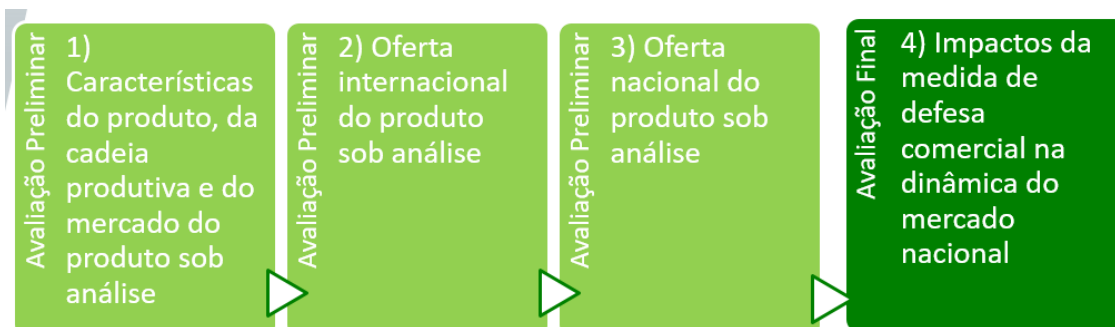 Avaliação Preliminar
1)
Características
do produto, da
cadeia
produtiva e do
mercado do
produto sob
análise
Avaliação Preliminar
2) Oferta
internacional
do produto
sob análise
Avaliação Preliminar
3) Oferta
nacional do
produto sob
análise
Avaliação Final
4) Impactos da
medida de
defesa
comercial na
dinâmica do
mercado
nacional